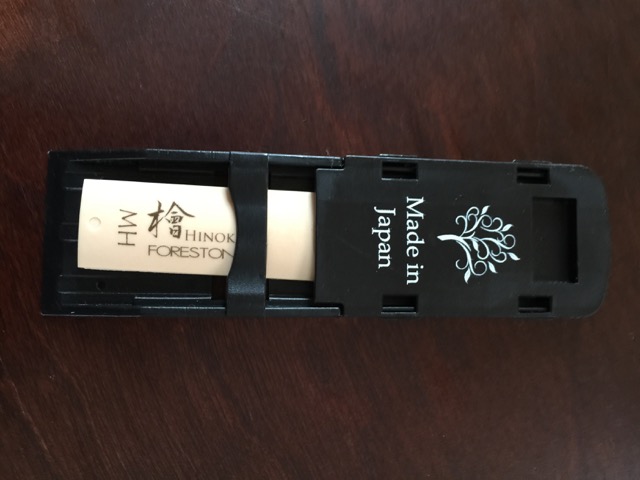 檜 HINOK
FORESTON
MH
Made in
Japan